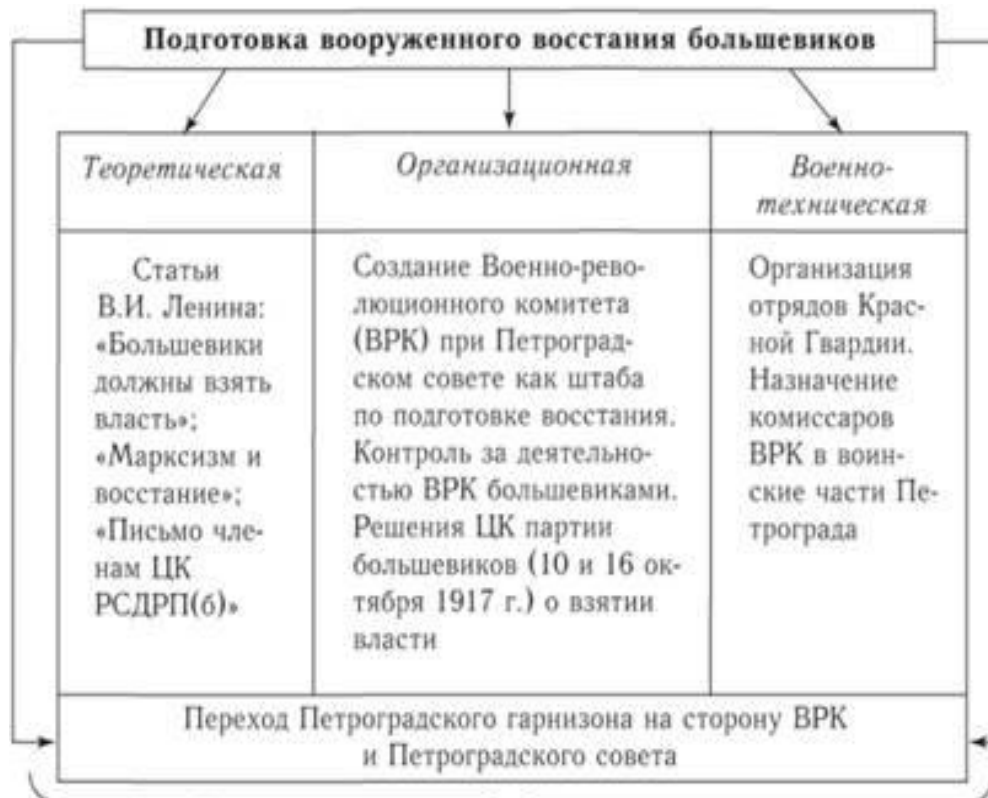 Подготовка вооруженного восстания большевиков
Теоретическая
Организационная
Военно-
техническая
Статьи
В.И. Ленина:
«Большевики
должны взять
власть»;
«Марксизм и
восстание»;
«Письмо чле-
нам ЦК
РСДРП(б)»
Создание Военно-рево-
люционного комитета
(ВРК) при Петроград-
ском совете как штаба
по подготовке восстания.
Контроль за деятельно-
стью ВРК большевиками.
Решения ЦК партии
большевиков (10 и 16 ок-
тября 1917 г.) о взятии
власти
Организация
отрядов Крас-
ной Гвардии.
Назначение
комиссаров
ВРК в воин-
ские части Пе-
трограда
Переход Петроградского гарнизона на сторону ВРК
и Петроградского совета